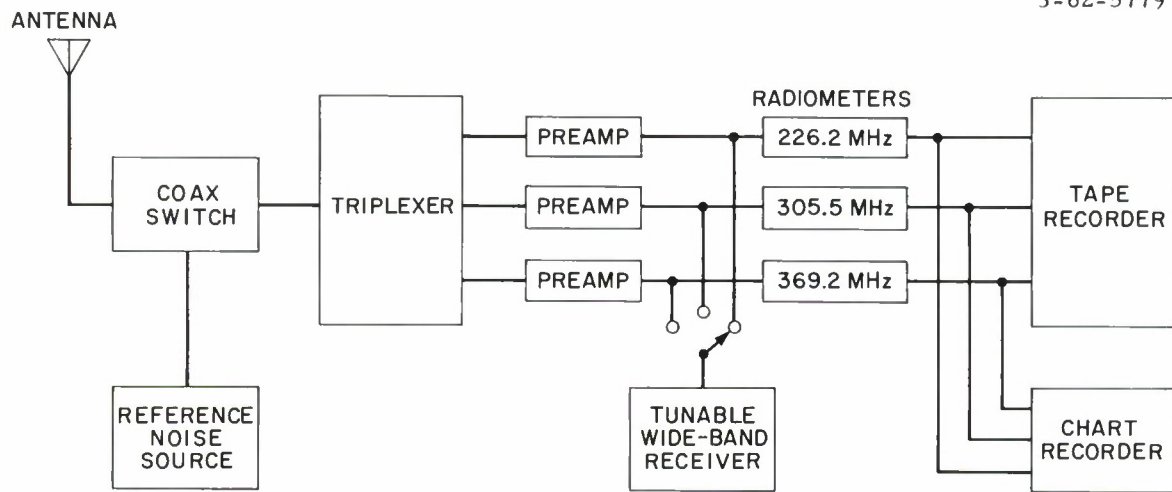 ANTENNA
COAX
SWITCH
REFERENCE
NOISE
SOURCE
TRIPLEXER
PREAMP
PREAMP
PREAMP
RADIOMETERS
226.2 MHz
305.5 MHz
369.2 MHz
TUNABLE
WIDE-BAND
RECEIVER
TAPE
RECORDER
CHART
RECORDER